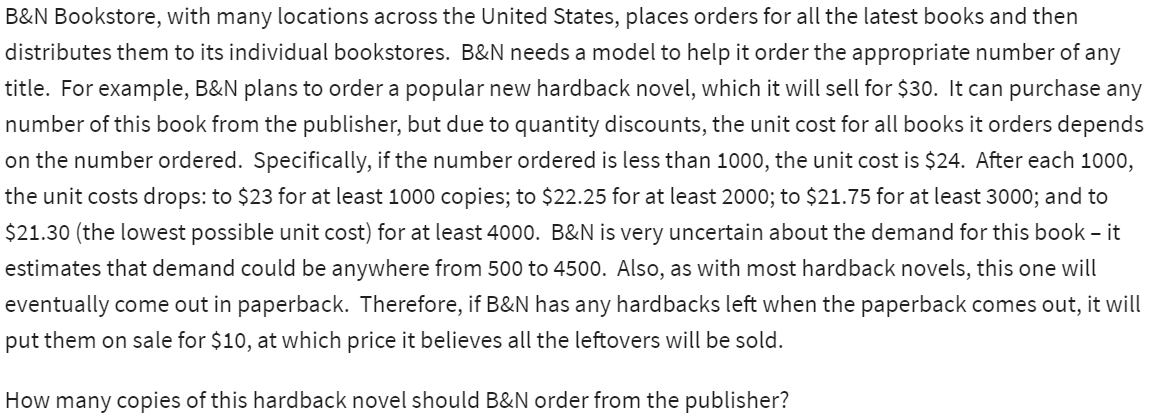 B&N Bookstore, with many locations across the United States, places orders for all the latest books and then
distributes them to its individual bookstores.  B&N needs a model to help it order the appropriate number of any
title.  For example, B&N plans to order a popular new hardback novel, which it will sell for $30.  It can purchase any
number of this book from the publisher, but due to quantity discounts, the unit cost for all books it orders depends
on the number ordered.  Specifically, if the number ordered is less than 1000, the unit cost is $24.  After each 1000,
the unit costs drops: to $23 for at least 1000 copies; to $22.25 for at least 2000; to $21.75 for at least 3000; and to
$21.30 (the lowest possible unit cost) for at least 4000.  B&N is very uncertain about the demand for this book – it
estimates that demand could be anywhere from 500 to 4500.  Also, as with most hardback novels, this one will
eventually come out in paperback.  Therefore, if B&N has any hardbacks left when the paperback comes out, it will
put them on sale for $10, at which price it believes all the leftovers will be sold.
How many copies of this hardback novel should B&N order from the publisher?